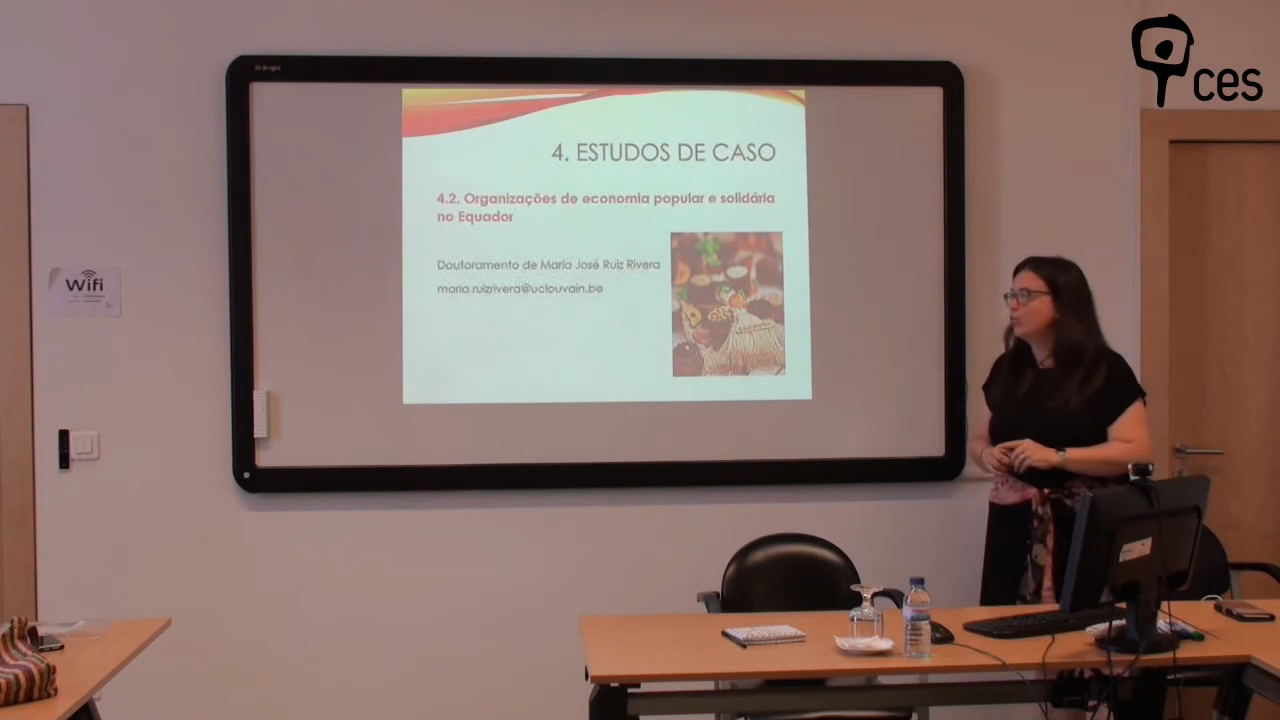 ces
4. ESTUDOS DE CASO
4.2. Organizações de economia popular e solidária
no Equador
Doutoramento de Maria José Ruiz Rivera
maria.ruizrivera@uclouvain.be
Wifi